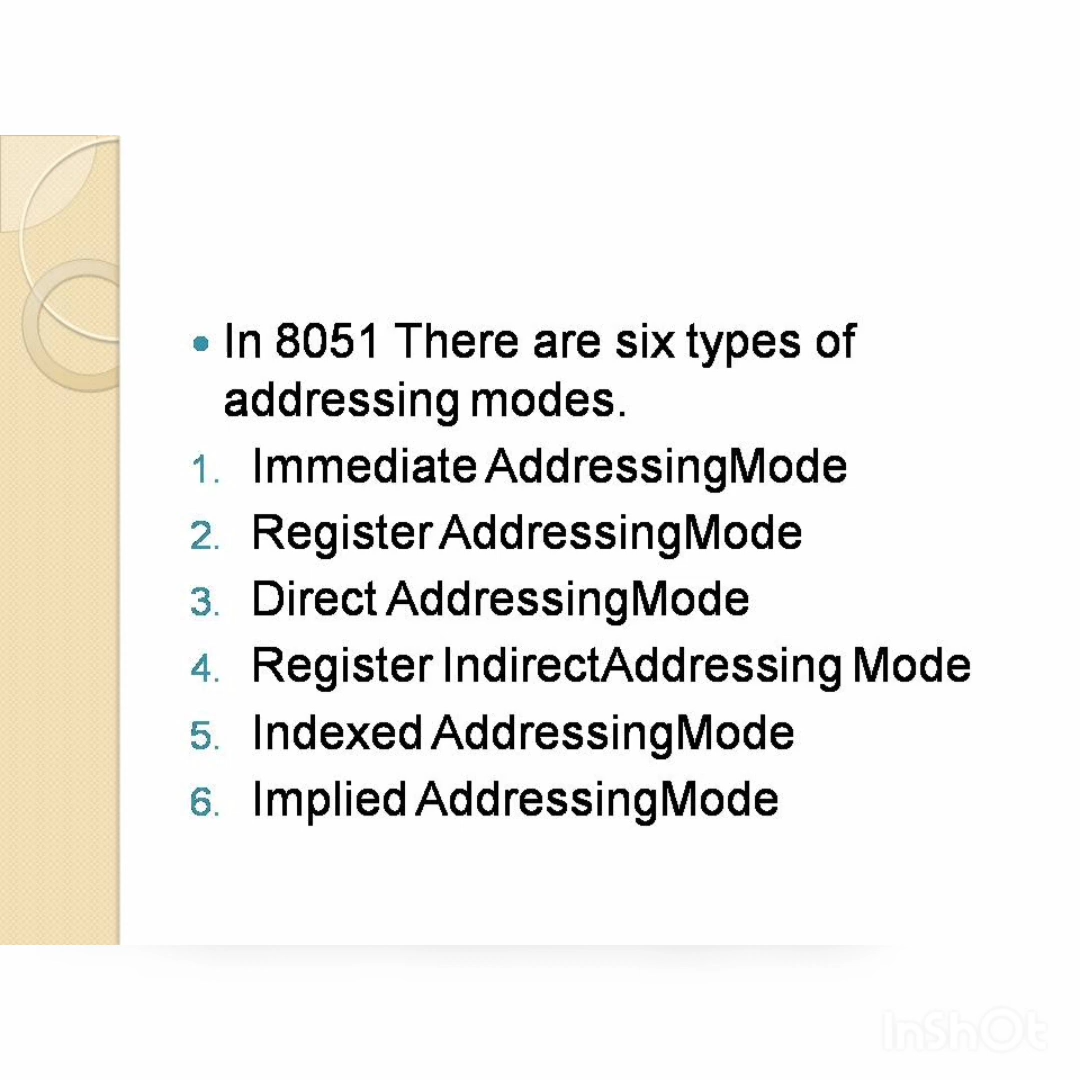 • In 8051 There are six types of
addressing modes.
1. Immediate AddressingMode
2. Register AddressingMode
3. Direct AddressingMode
4. Register IndirectAddressing Mode
5. Indexed AddressingMode
6. Implied AddressingMode
InShOt